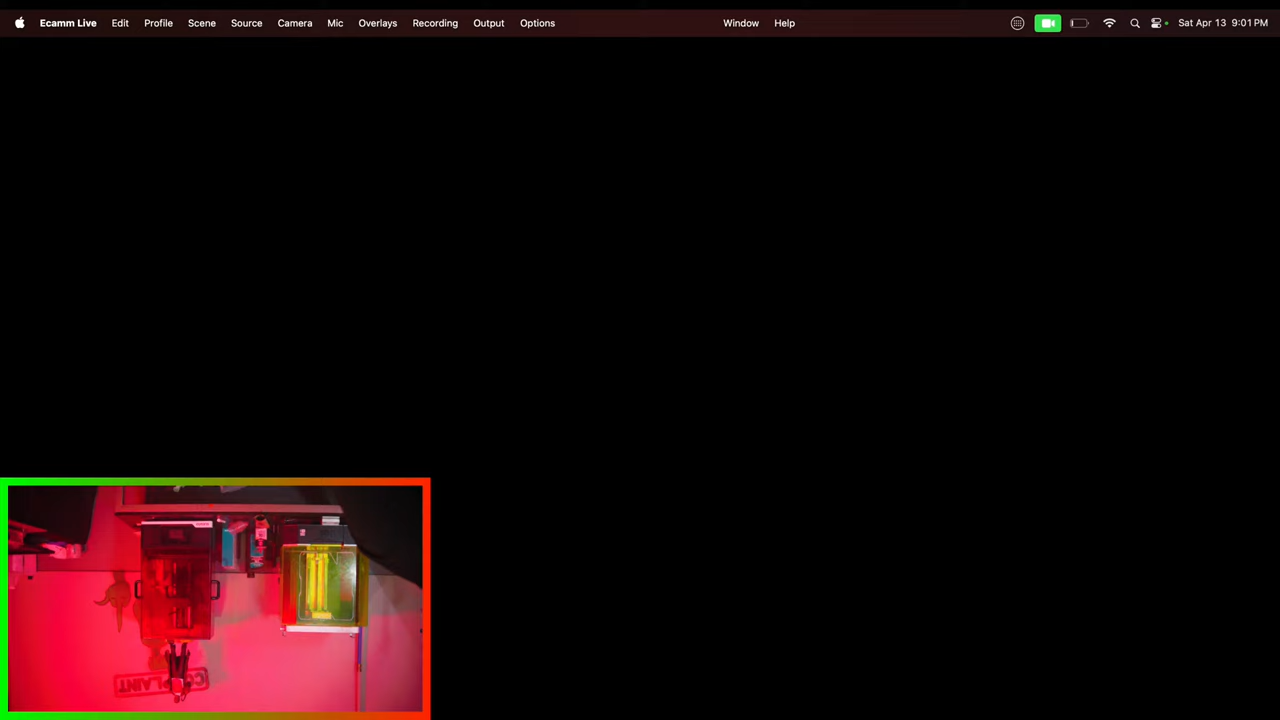 Ecamm Live Edit Profile Scene Source Camera Mic Overlays Recording Output Options Window Help Sat Apr 13 9:01 PM
COMPLAINT